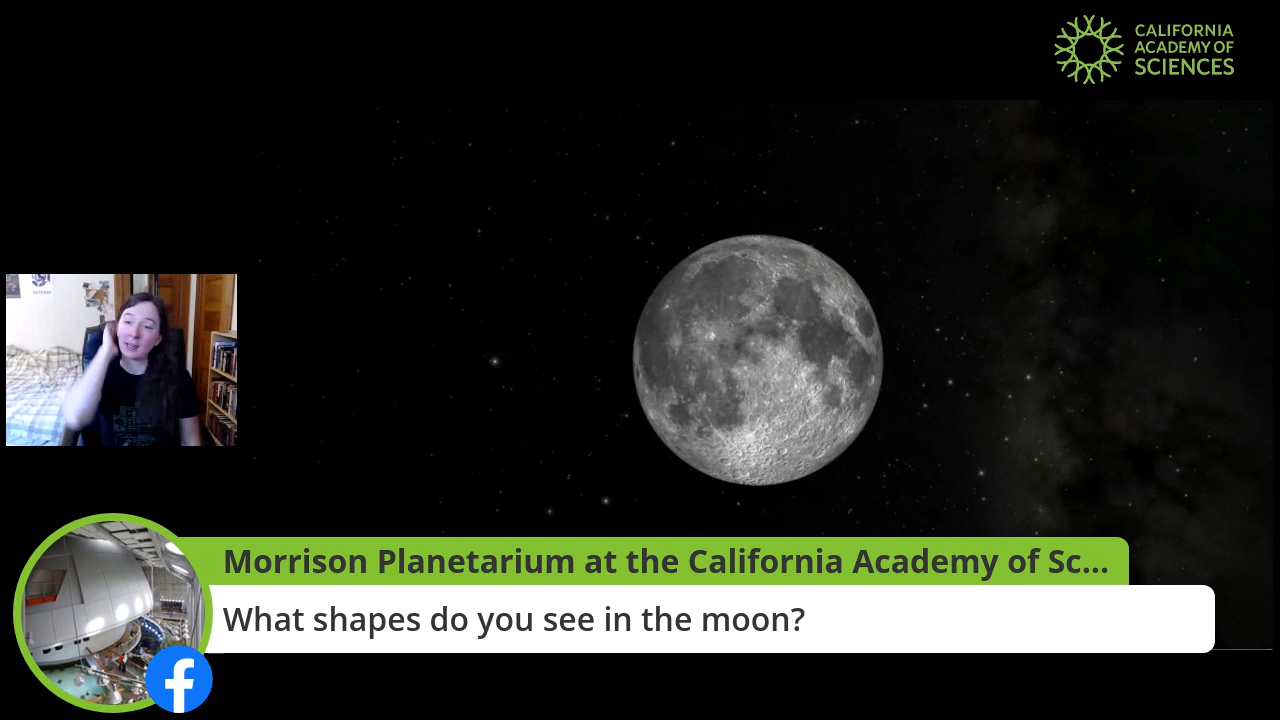 CALIFORNIA
ACADEMY OF
SCIENCES
Morrison Planetarium at the California Academy of Sc...
What shapes do you see in the moon?